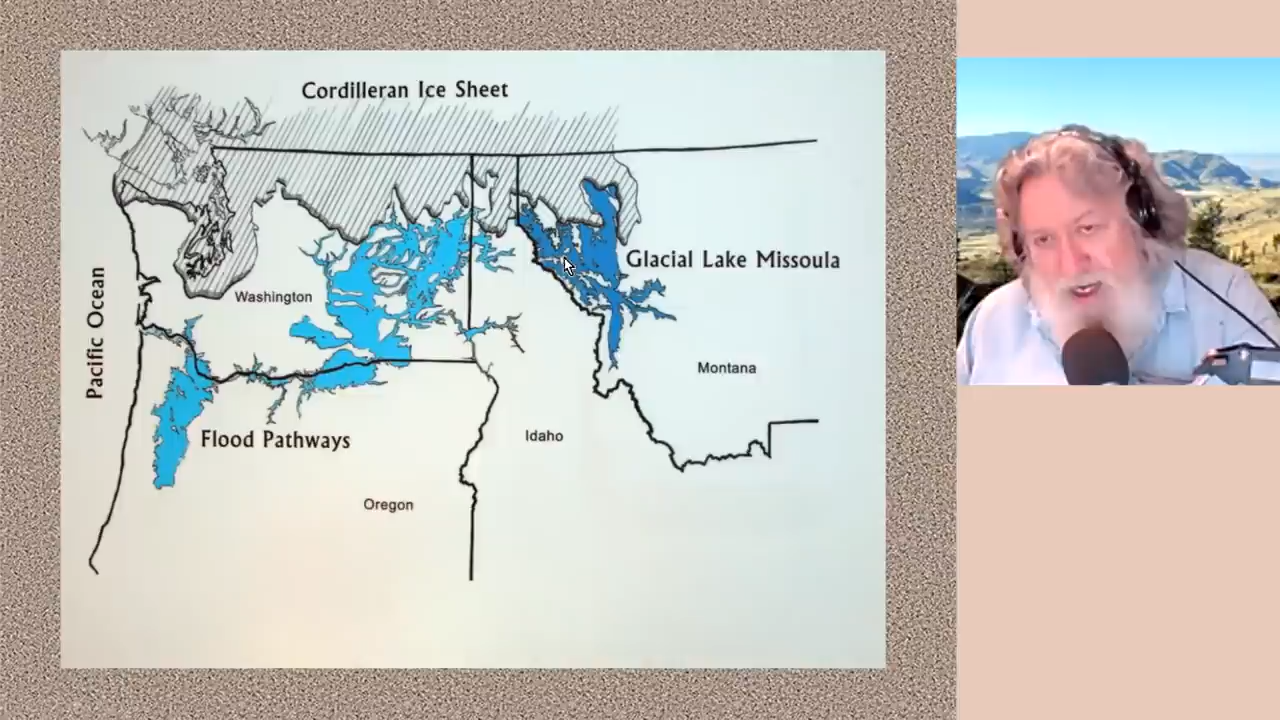 Cordilleran Ice Sheet
Glacial Lake Missoula
Washington
Pacific Ocean
Montana
Flood Pathways
Idaho
Oregon